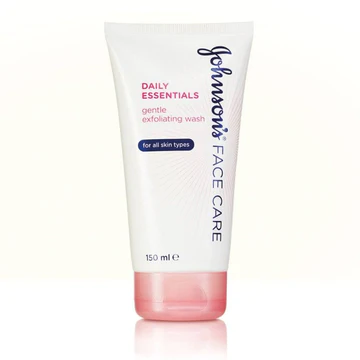 Johnson's® FACE CARE
DAILY
ESSENTIALS
gentle
exfoliating wash
for all skin types
150 ml ℮